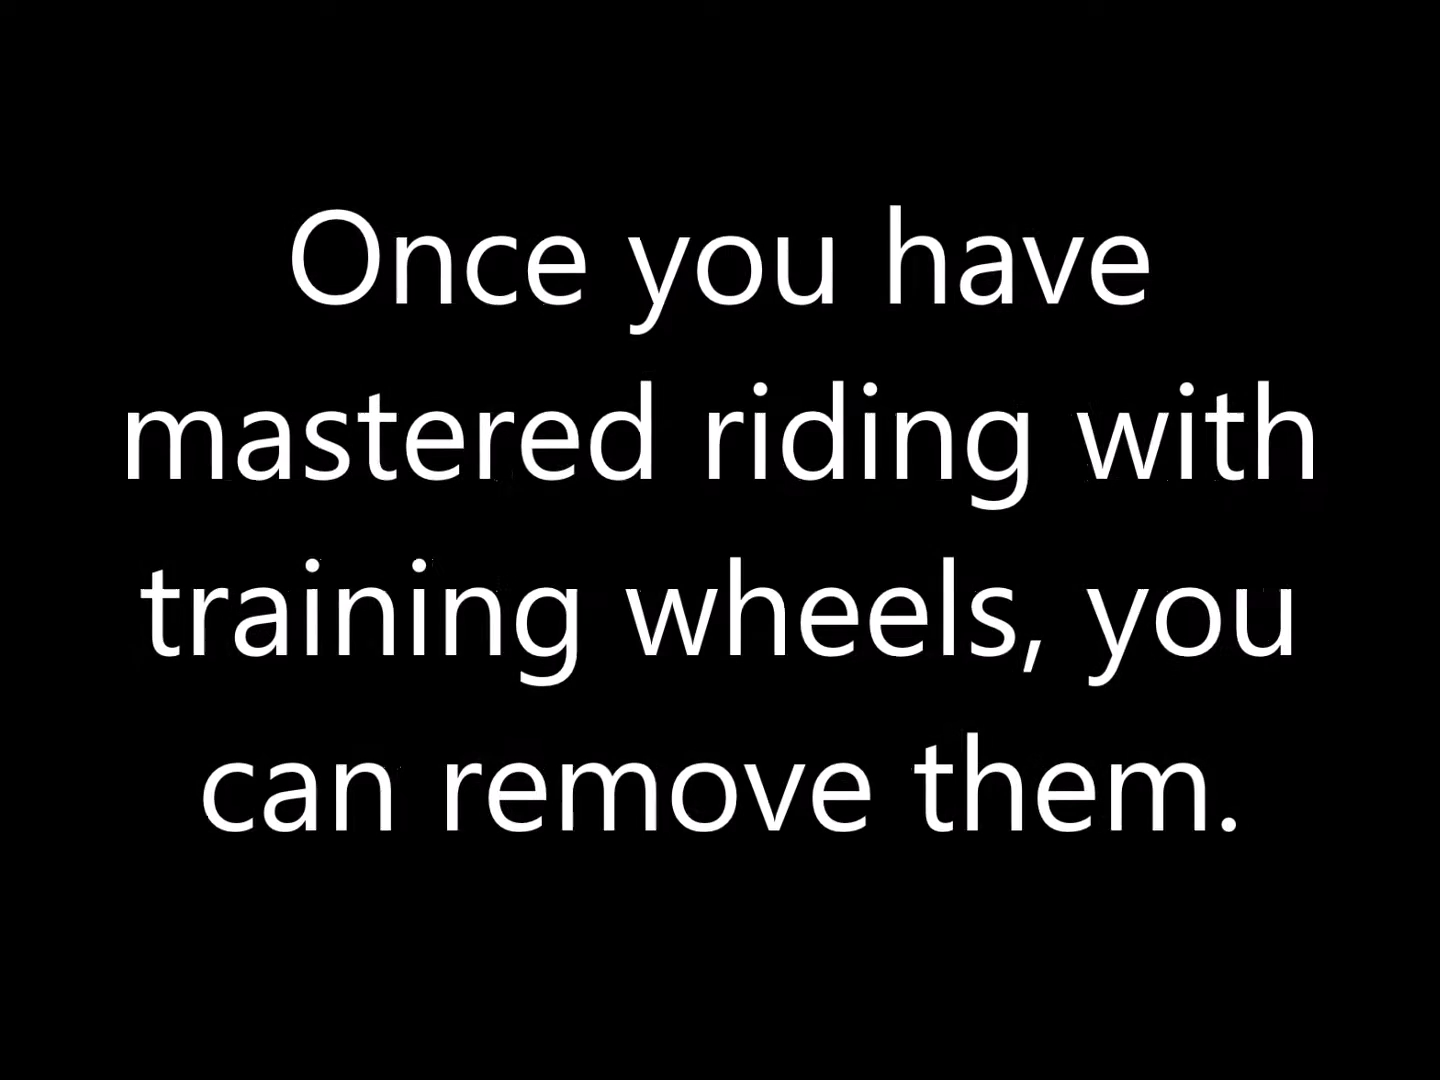 Once you have
mastered riding with
training wheels, you
can remove them.